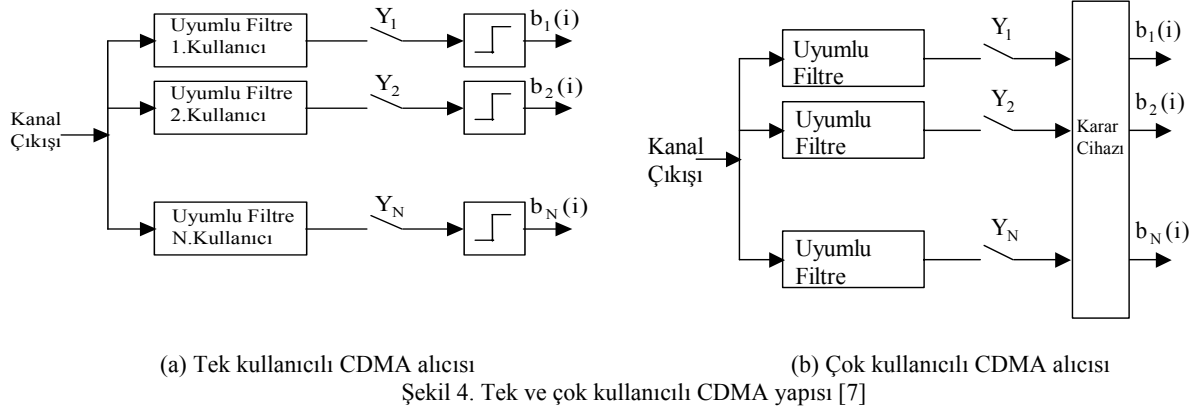 Uyumlu Filtre
1.Kullanıcı
Y1
b1(i)
Uyumlu Filtre
2.Kullanıcı
Y2
b2(i)
Kanal
Çıkışı
Uyumlu Filtre
N.Kullanıcı
YN
bN(i)
(a) Tek kullanıcılı CDMA alıcısı
Uyumlu
Filtre
Y1
b1(i)
Uyumlu
Filtre
Y2
b2(i)
Kanal
Çıkışı
Karar
Cihazı
Uyumlu
Filtre
YN
bN(i)
(b) Çok kullanıcılı CDMA alıcısı
Şekil 4. Tek ve çok kullanıcılı CDMA yapısı [7]